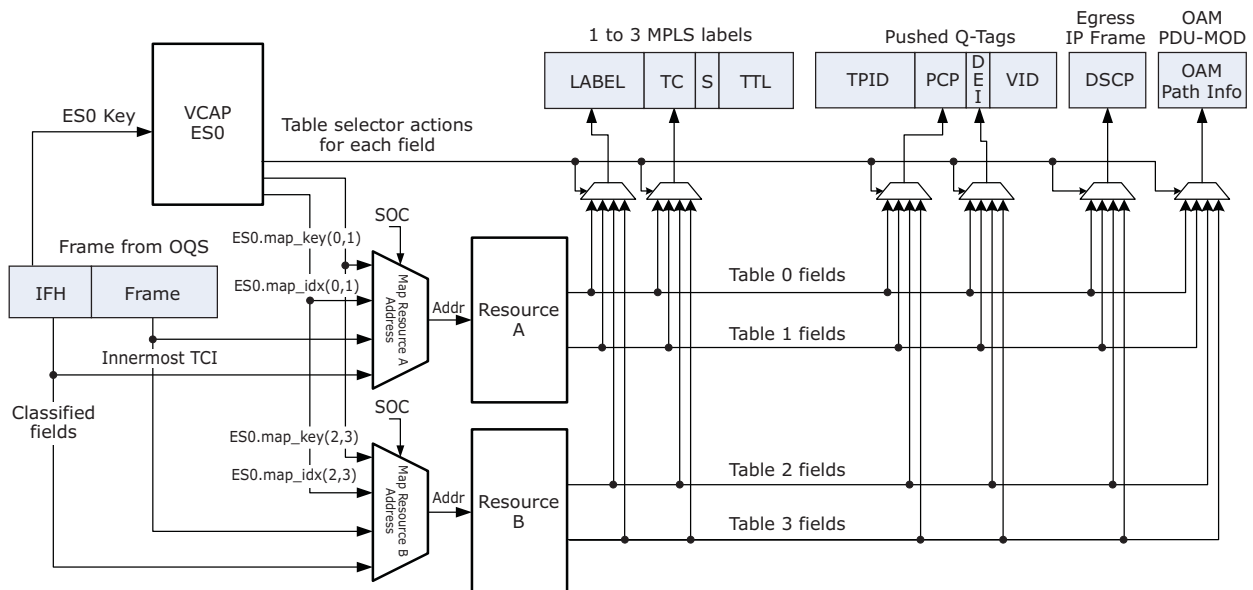 1 to 3 MPLS labels
Pushed Q-Tags
Egress
IP Frame
OAM
PDU-MOD
LABEL
TC
S
TTL
TPID
PCP
DEI
VID
DSCP
OAM
Path Info
VCAP
ES0
ES0 Key
Table selector actions
for each field
SOC
Frame from OQS
IFH
Frame
ES0.map_key(0,1)
ES0.map_idx(0,1)
Map Resource A
Address
Addr
Resource
A
Table 0 fields
Table 1 fields
Innermost TCI
Classified
fields
SOC
ES0.map_key(2,3)
ES0.map_idx(2,3)
Map Resource B
Address
Addr
Resource
B
Table 2 fields
Table 3 fields